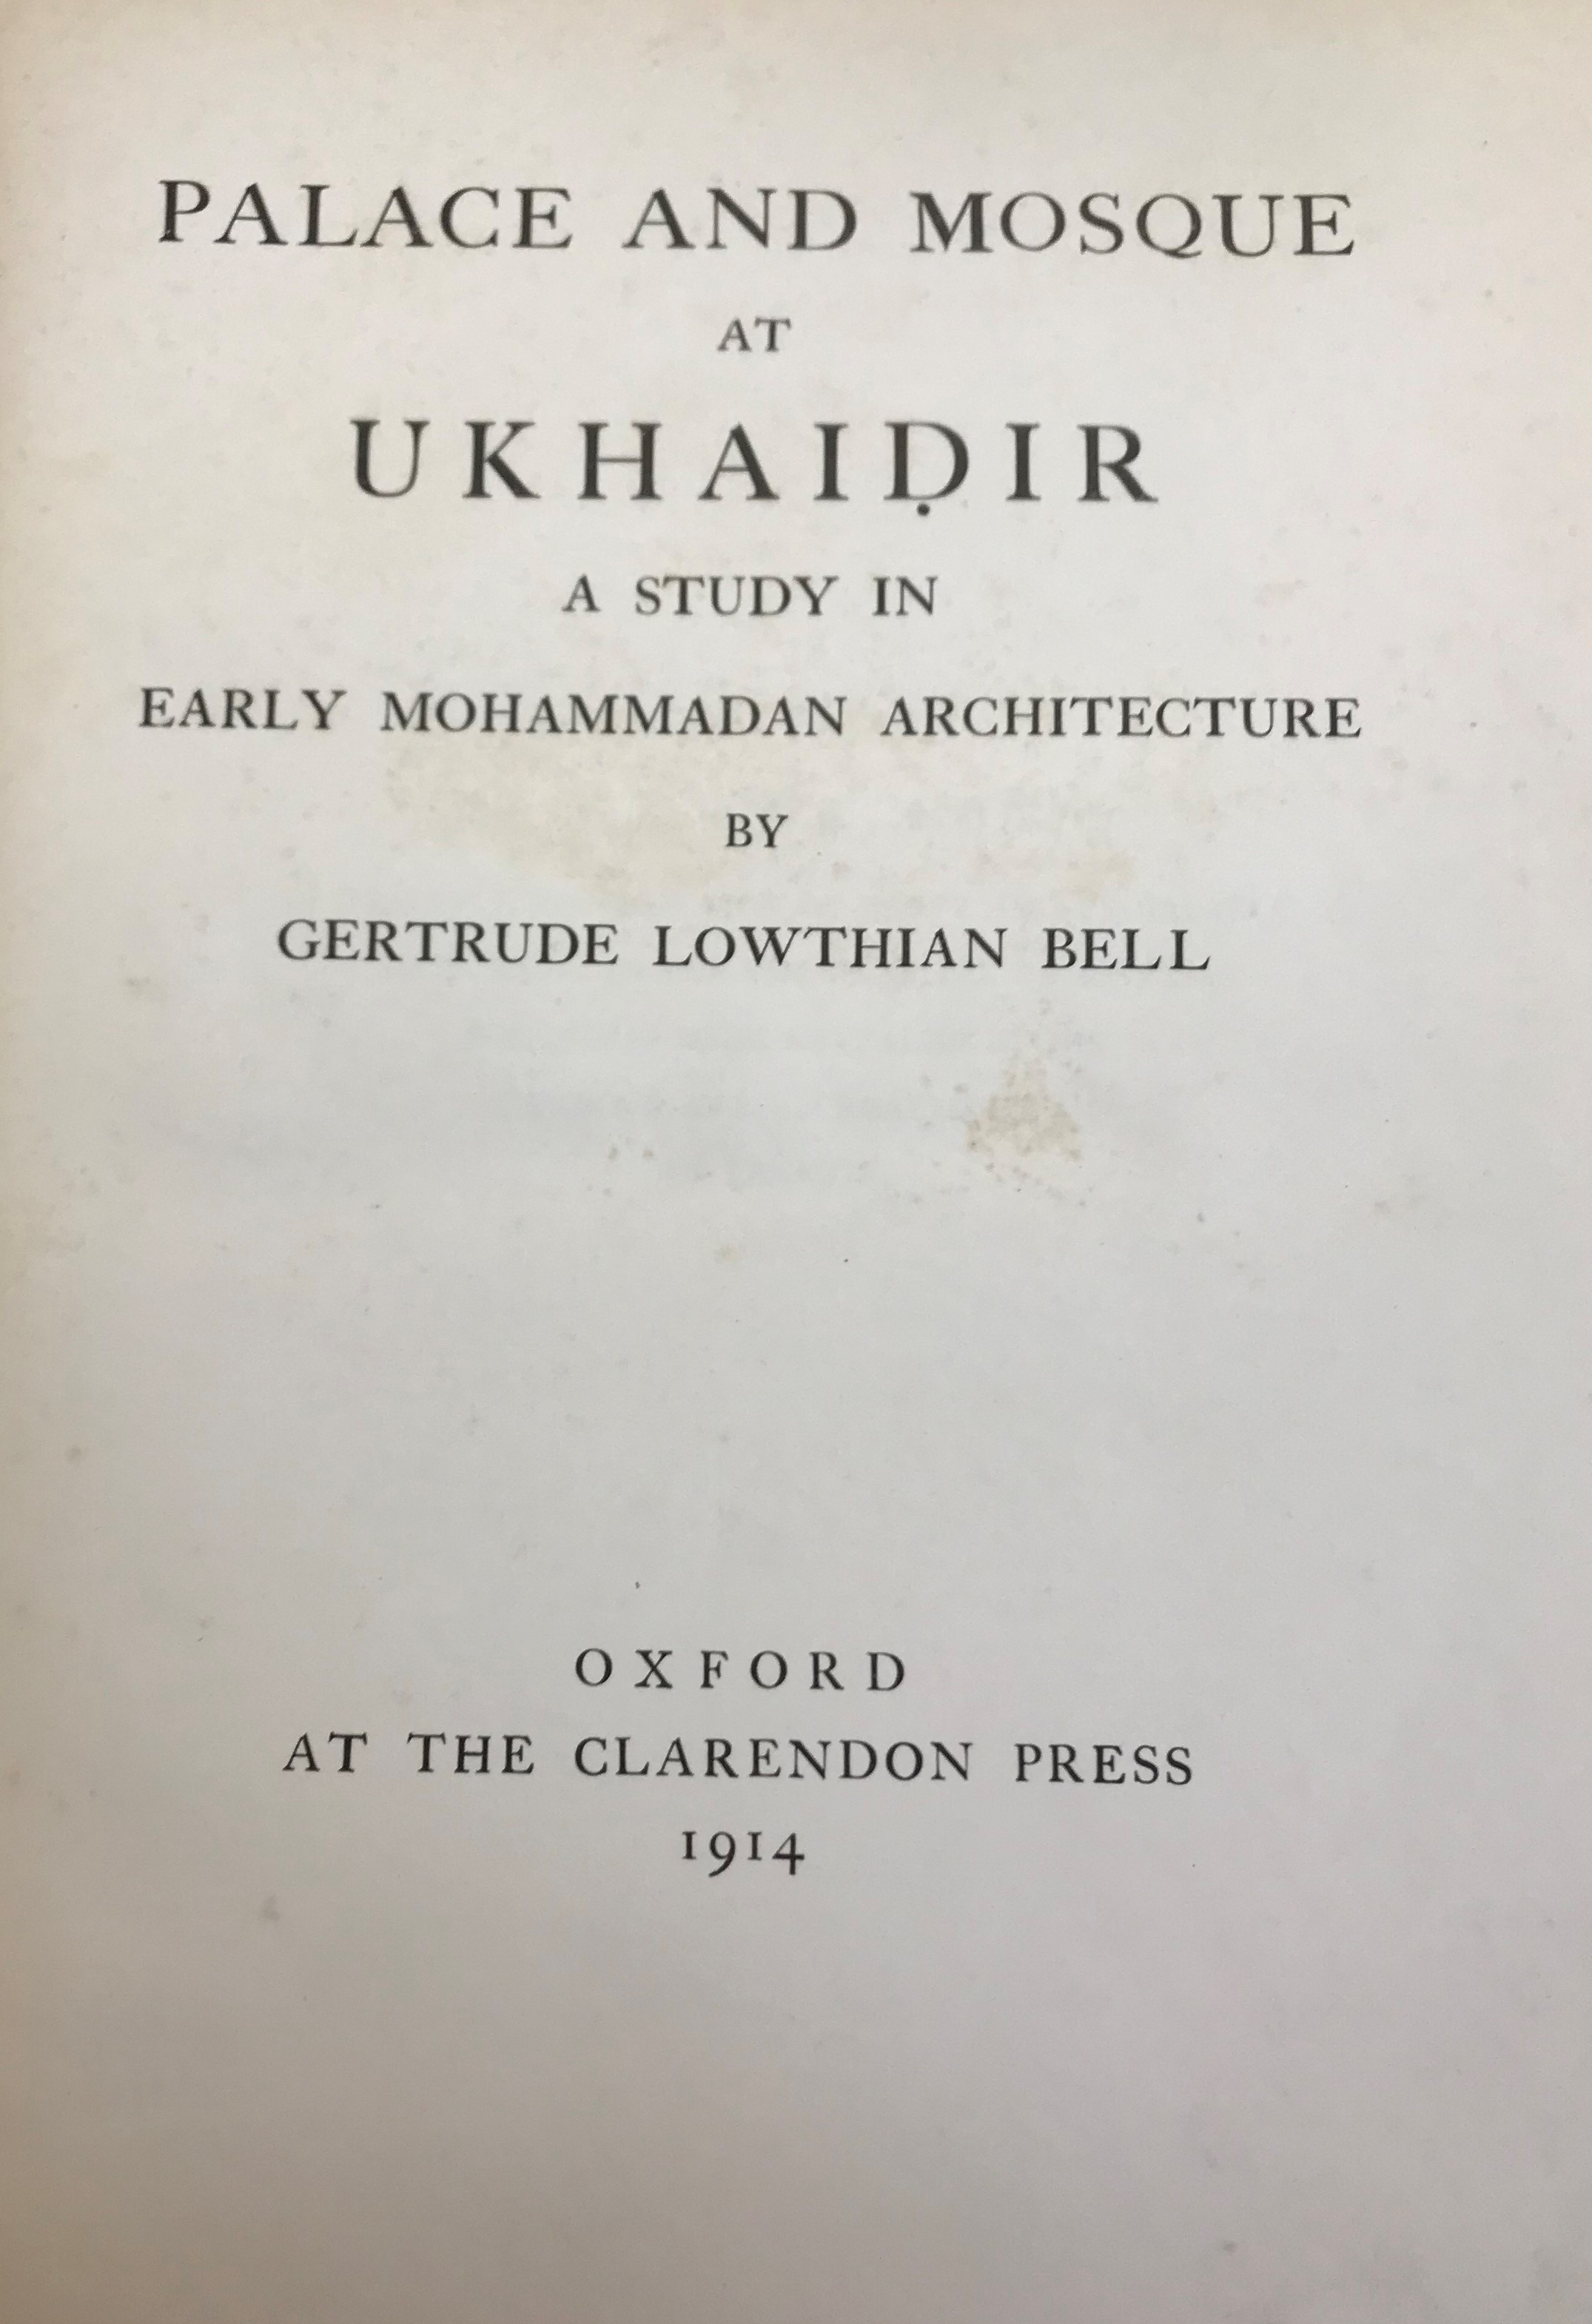 PALACE AND MOSQUE
AT
UKHAIḌIR
A STUDY IN
EARLY MOHAMMADAN ARCHITECTURE
BY
GERTRUDE LOWTHIAN BELL
OXFORD
AT THE CLARENDON PRESS
1914